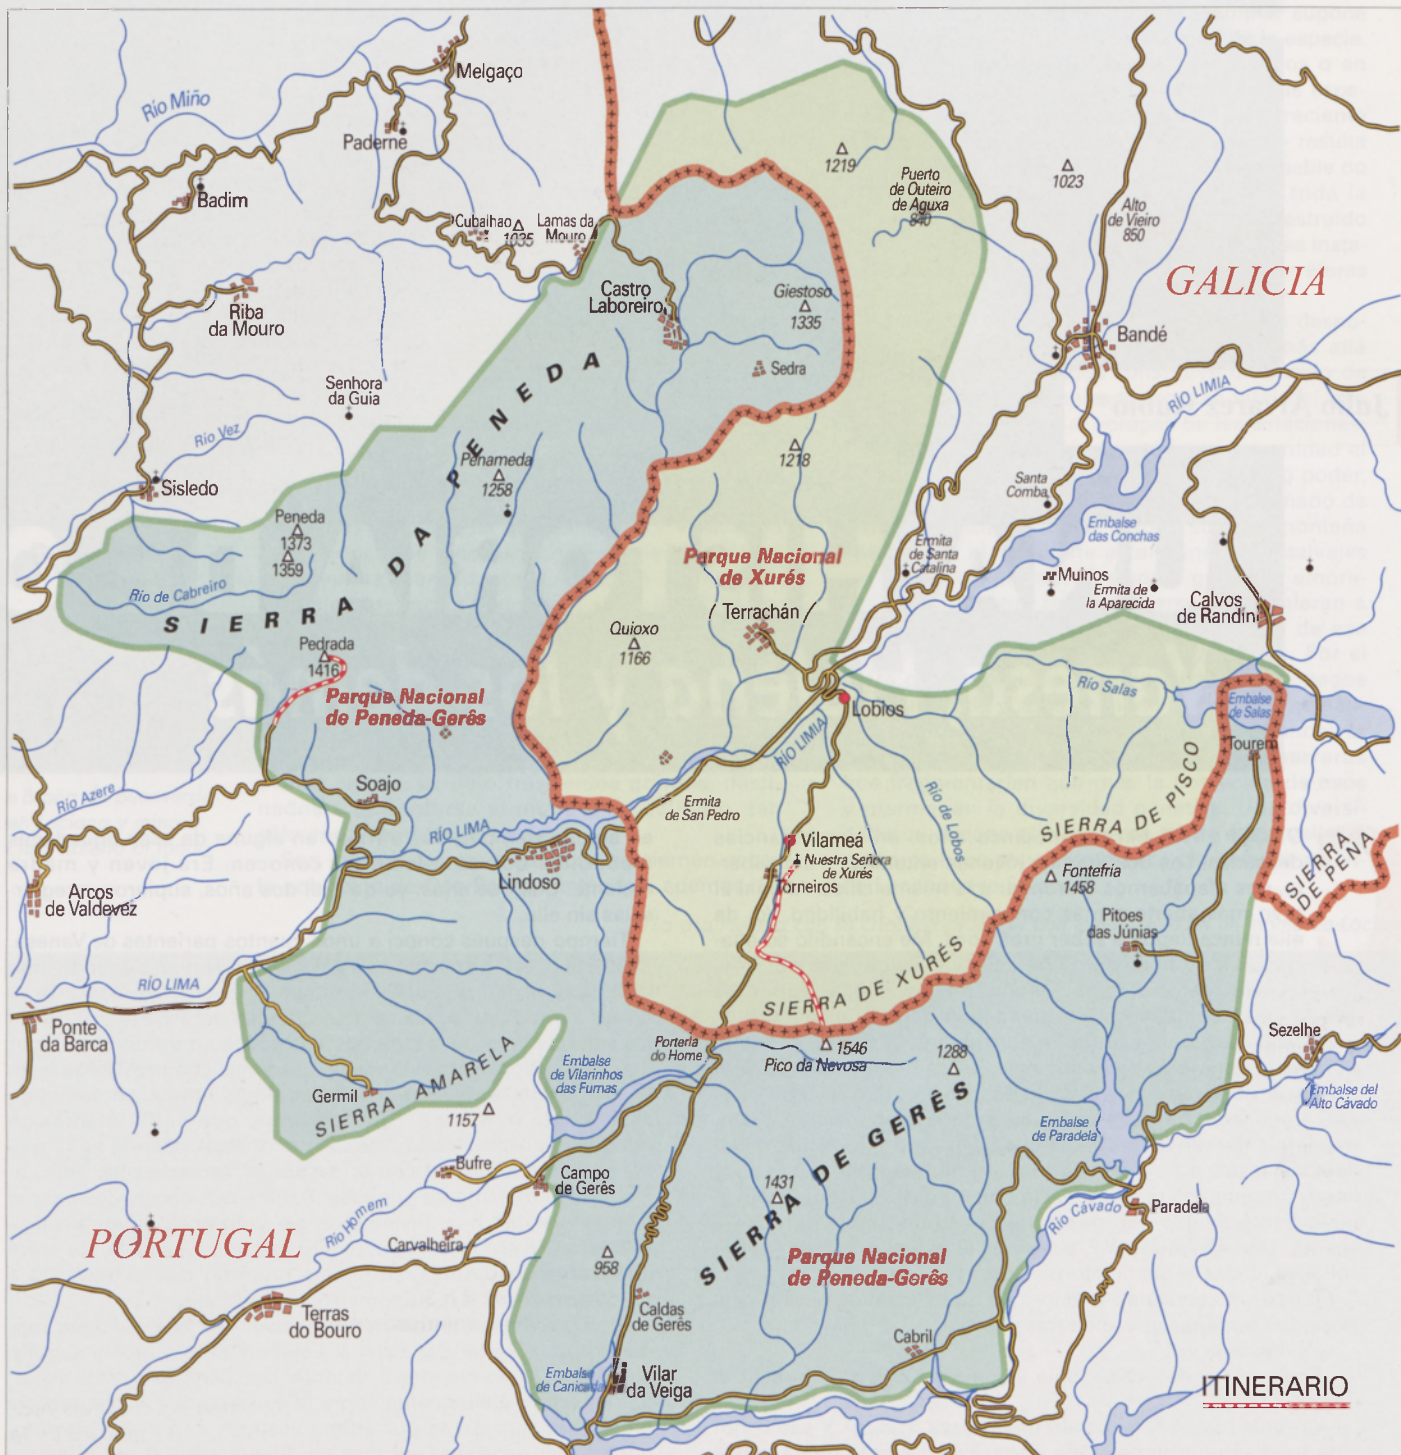 Melgaço
Río Miño
Paderne
Badim
Cubalhao
1035
Lamas da
Mouro
1219
Puerto
de Outeiro
de Aguxa
840
1023
Alto
de Vieiro
850
GALICIA
Riba
da Mouro
Castro
Laboreiro
Giestoso
1335
Bandé
Sedra
Senhora
da Guia
RÍO LIMIA
Río Vez
SIERRA DA PENEDA
Penameda
1258
1218
Sisledo
Santa
Comba
Peneda
1373
1359
Embalse
das Conchas
Parque Nacional
de Xurés
Ermita
de Santa
Catalina
Muinos
Ermita de
la Aparecida
Calvos
de Randín
Río de Cabreiro
Terrachán
Quioxo
1166
Pedrada
1416
Parque Nacional
de Peneda-Gerês
Río Salas
Embalse
de Salas
Lobios
RÍO LIMIA
Tourem
SIERRA DE PISCO
Soajo
Río Azere
Río de Lobos
Ermita
de San Pedro
RÍO LIMA
Vilameá
Nuestra Señora
de Xurés
Torneiros
Lindoso
Fontefria
1458
SIERRA
DE PENA
Arcos
de Valdevez
Pitoes
das Júnias
RÍO LIMA
SIERRA DE XURÉS
Ponte
da Barca
Portería
do Home
1546
Pico da Nevosa
1288
Sezelhe
Embalse
de Vilarinhos
das Furnas
Germil
SIERRA AMARELA
1157
Embalse del
Alto Cávado
Embalse
de Paradela
SIERRA DE GERÊS
Bufre
Campo
de Gerês
1431
Paradela
Río Cávado
Río Homem
PORTUGAL
Carvalheira
958
Parque Nacional
de Peneda-Gerês
Terras
do Bouro
Caldas
de Gerês
Cabril
Embalse
de Canicada
Vilar
da Veiga
ITINERARIO